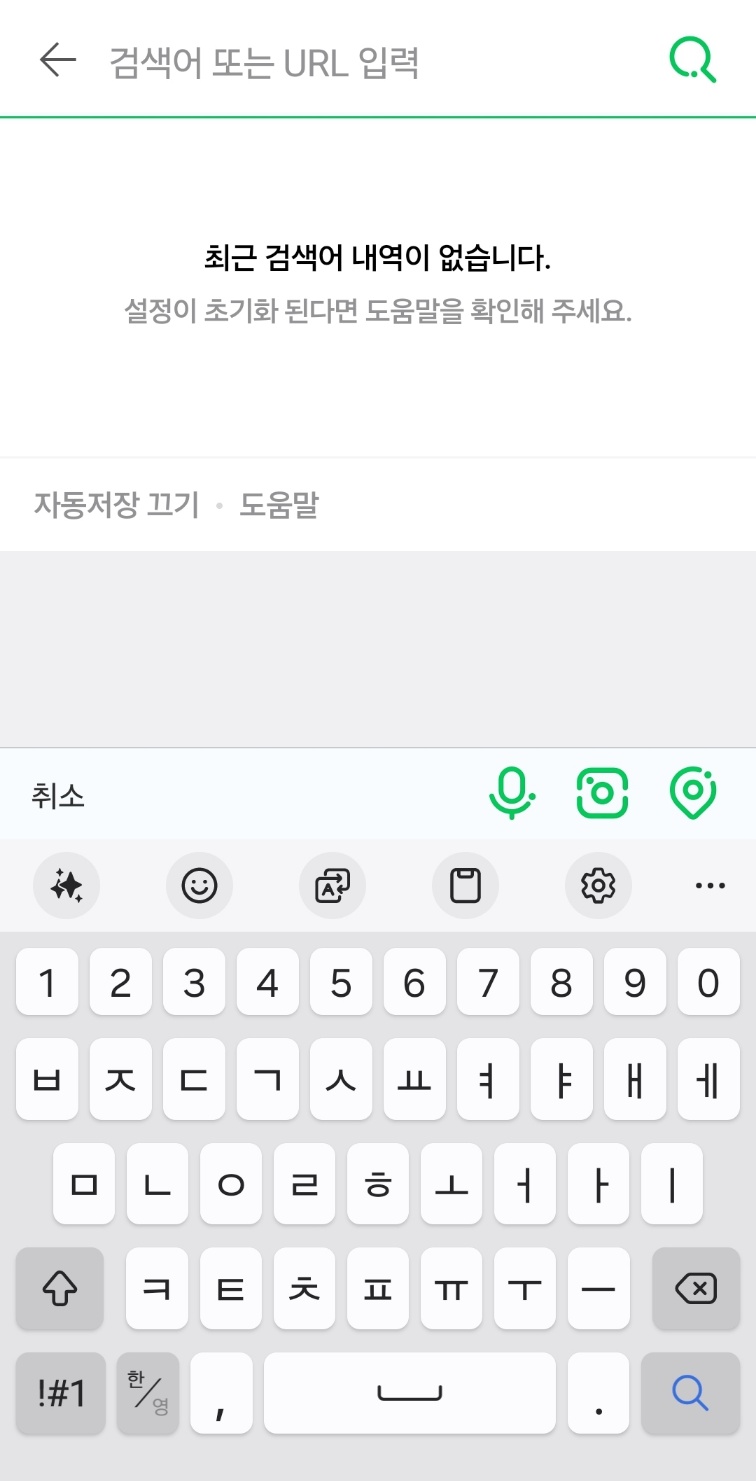 검색어 또는 URL 입력
최근 검색어 내역이 없습니다.
설정이 초기화 된다면 도움말을 확인해 주세요.
자동저장 끄기 · 도움말
취소
1 2 3 4 5 6 7 8 9 0
ㅂ ㅈ ㄷ ㄱ ㅅ ㅛ ㅕ ㅑ ㅐ ㅔ
ㅁ ㄴ ㅇ ㄹ ㅎ ㅗ ㅓ ㅏ ㅣ
ㅋ ㅌ ㅊ ㅍ ㅠ ㅜ ㅡ
!#1 한/영 , .